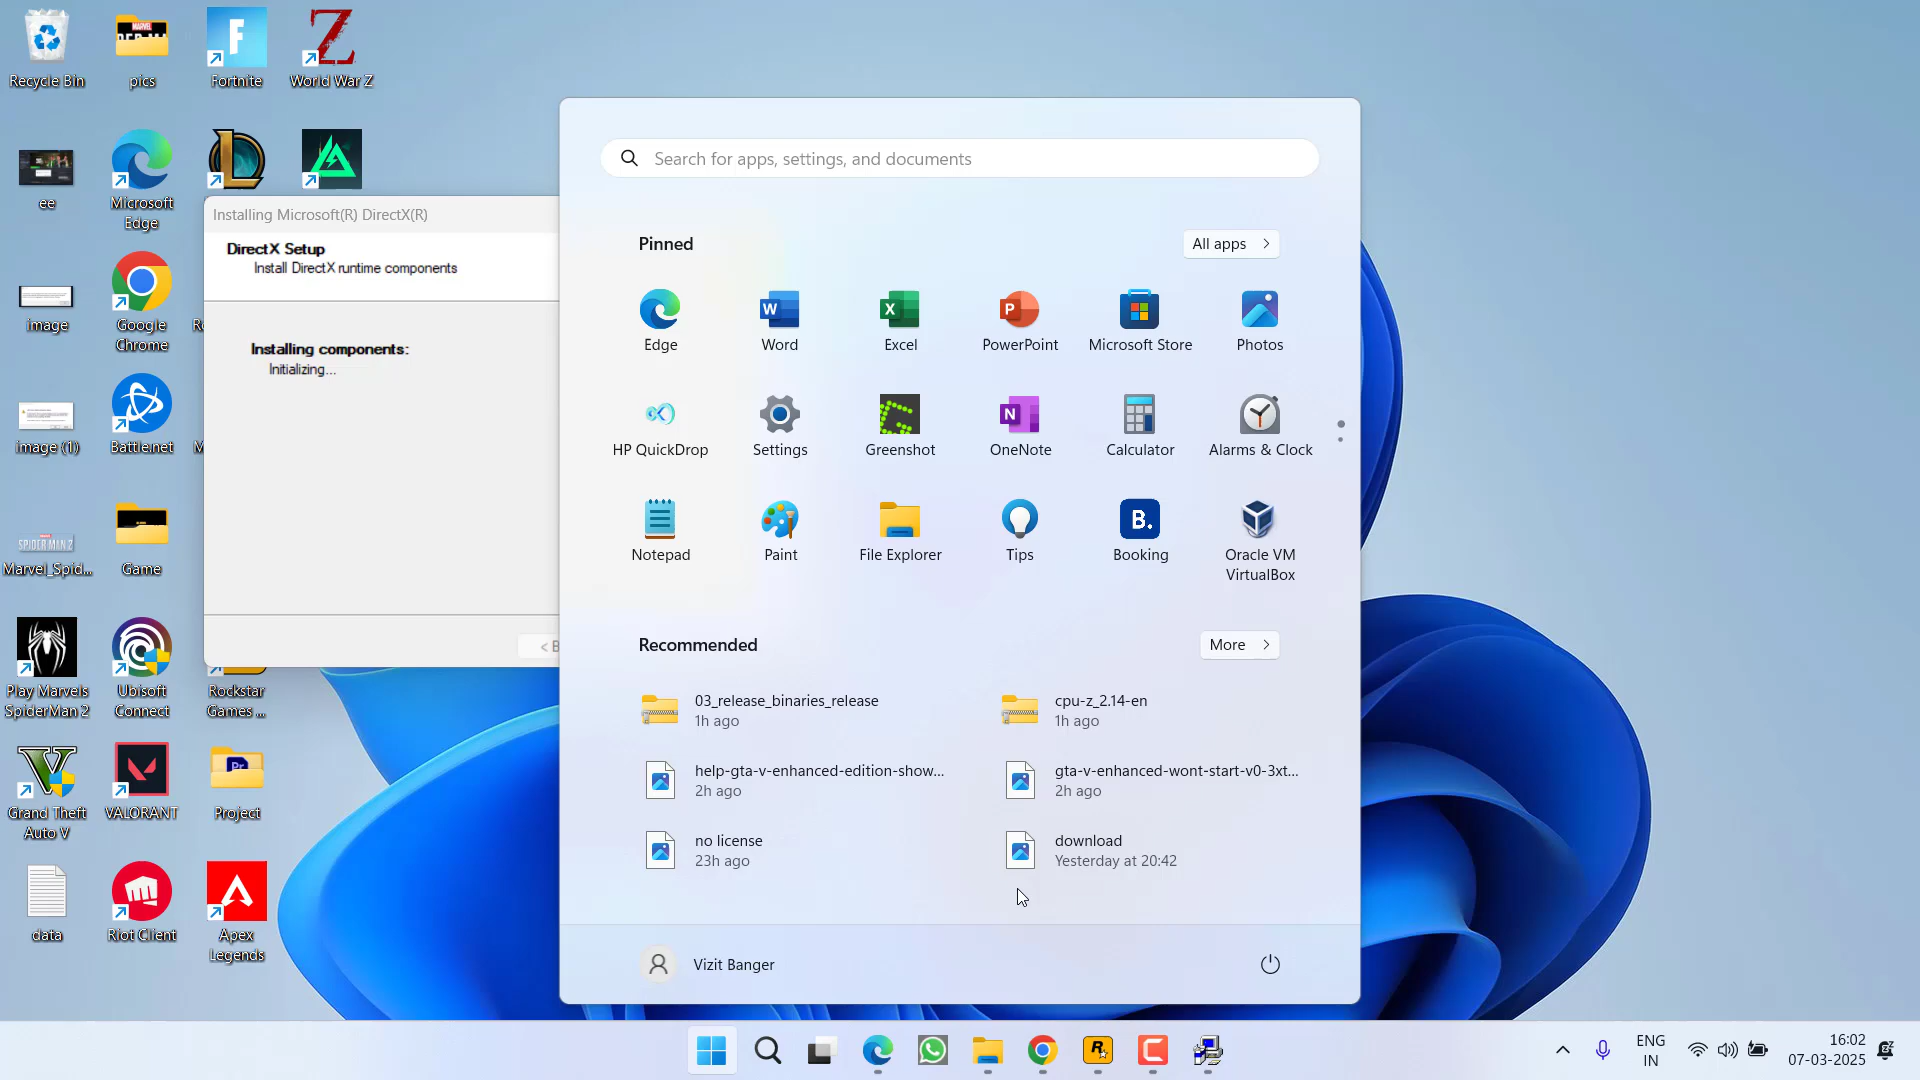 Recycle Bin
pics
Fortnite
World War Z
ee
Microsoft
Edge
image
Google
Chrome
image (1)
Battle.net
Marvel_Spid...
Game
Play Marvels
SpiderMan 2
Ubisoft
Connect
Rockstar
Games ...
Grand Theft
Auto V
VALORANT
Project
data
Riot Client
Apex
Legends
Installing Microsoft(R) DirectX(R)
DirectX Setup
Install DirectX runtime components
Installing components:
Initializing...
< B
Search for apps, settings, and documents
Pinned
All apps
Edge
Word
Excel
PowerPoint
Microsoft Store
Photos
HP QuickDrop
Settings
Greenshot
OneNote
Calculator
Alarms & Clock
Notepad
Paint
File Explorer
Tips
Booking
Oracle VM
VirtualBox
Recommended
More
03_release_binaries_release
1h ago
cpu-z_2.14-en
1h ago
help-gta-v-enhanced-edition-show...
2h ago
gta-v-enhanced-wont-start-v0-3xt...
2h ago
no license
23h ago
download
Yesterday at 20:42
Vizit Banger
ENG
IN
16:02
07-03-2025